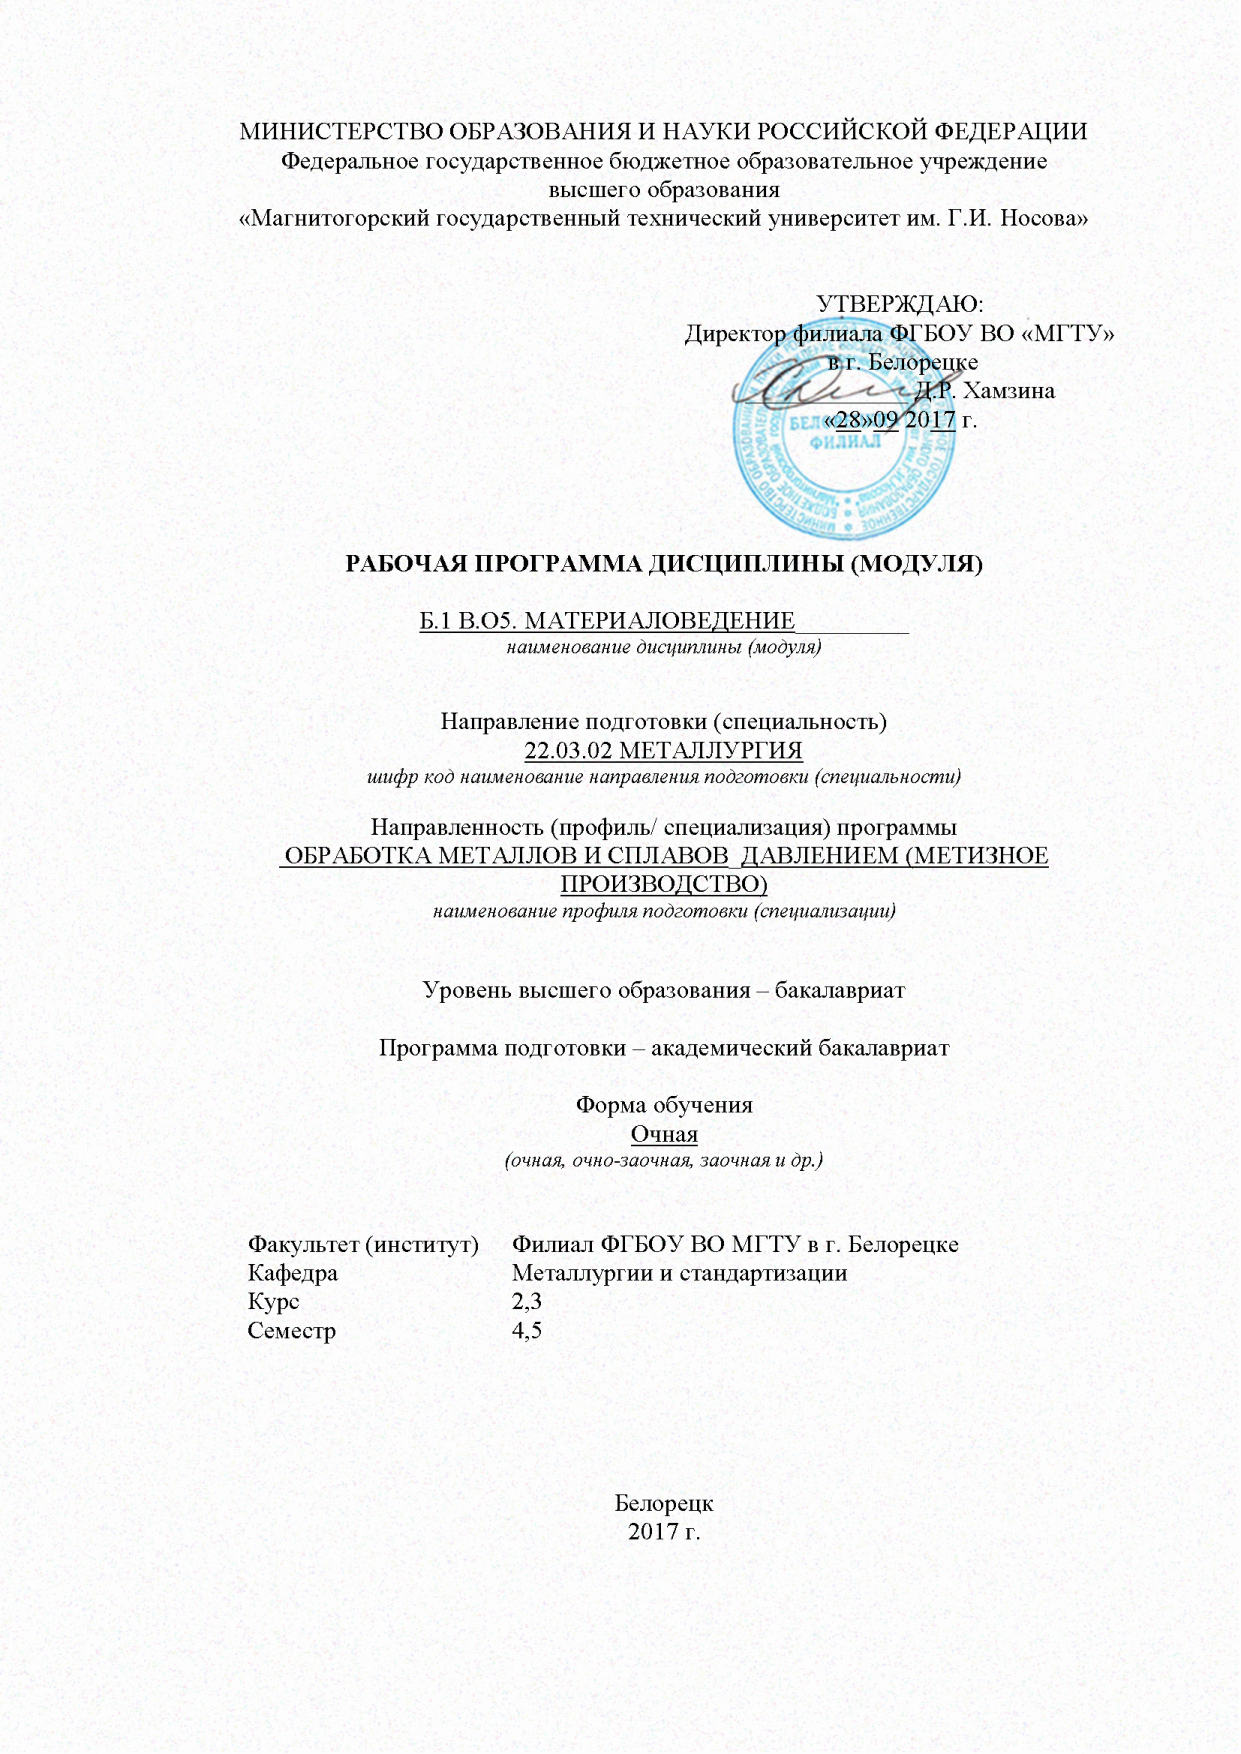 МИНИСТЕРСТВО ОБРАЗОВАНИЯ И НАУКИ РОССИЙСКОЙ ФЕДЕРАЦИИ
Федеральное государственное бюджетное образовательное учреждение
высшего образования
«Магнитогорский государственный технический университет им. Г.И. Носова»
УТВЕРЖДАЮ:
Директор филиала ФГБОУ ВО «МГТУ»
в г. Белорецке
Д.Р. Хамзина
«28»09 2017 г.
ФИЛИАЛ
РАБОЧАЯ ПРОГРАММА ДИСЦИПЛИНЫ (МОДУЛЯ)
Б.1 В.О5. МАТЕРИАЛОВЕДЕНИЕ_________
наименование дисциплины (модуля)
Направление подготовки (специальность)
22.03.02 МЕТАЛЛУРГИЯ
шифр код наименование направления подготовки (специальности)
Направленность (профиль/ специализация) программы
ОБРАБОТКА МЕТАЛЛОВ И СПЛАВОВ_ДАВЛЕНИЕМ (МЕТИЗНОЕ
ПРОИЗВОДСТВО)
наименование профиля подготовки (специализации)
Уровень высшего образования – бакалавриат
Программа подготовки – академический бакалавриат
Форма обучения
Очная
(очная, очно-заочная, заочная и др.)
Факультет (институт) Филиал ФГБОУ ВО МГТУ в г. Белорецке
Кафедра Металлургии и стандартизации
Курс 2,3
Семестр 4,5
Белорецк
2017 г.